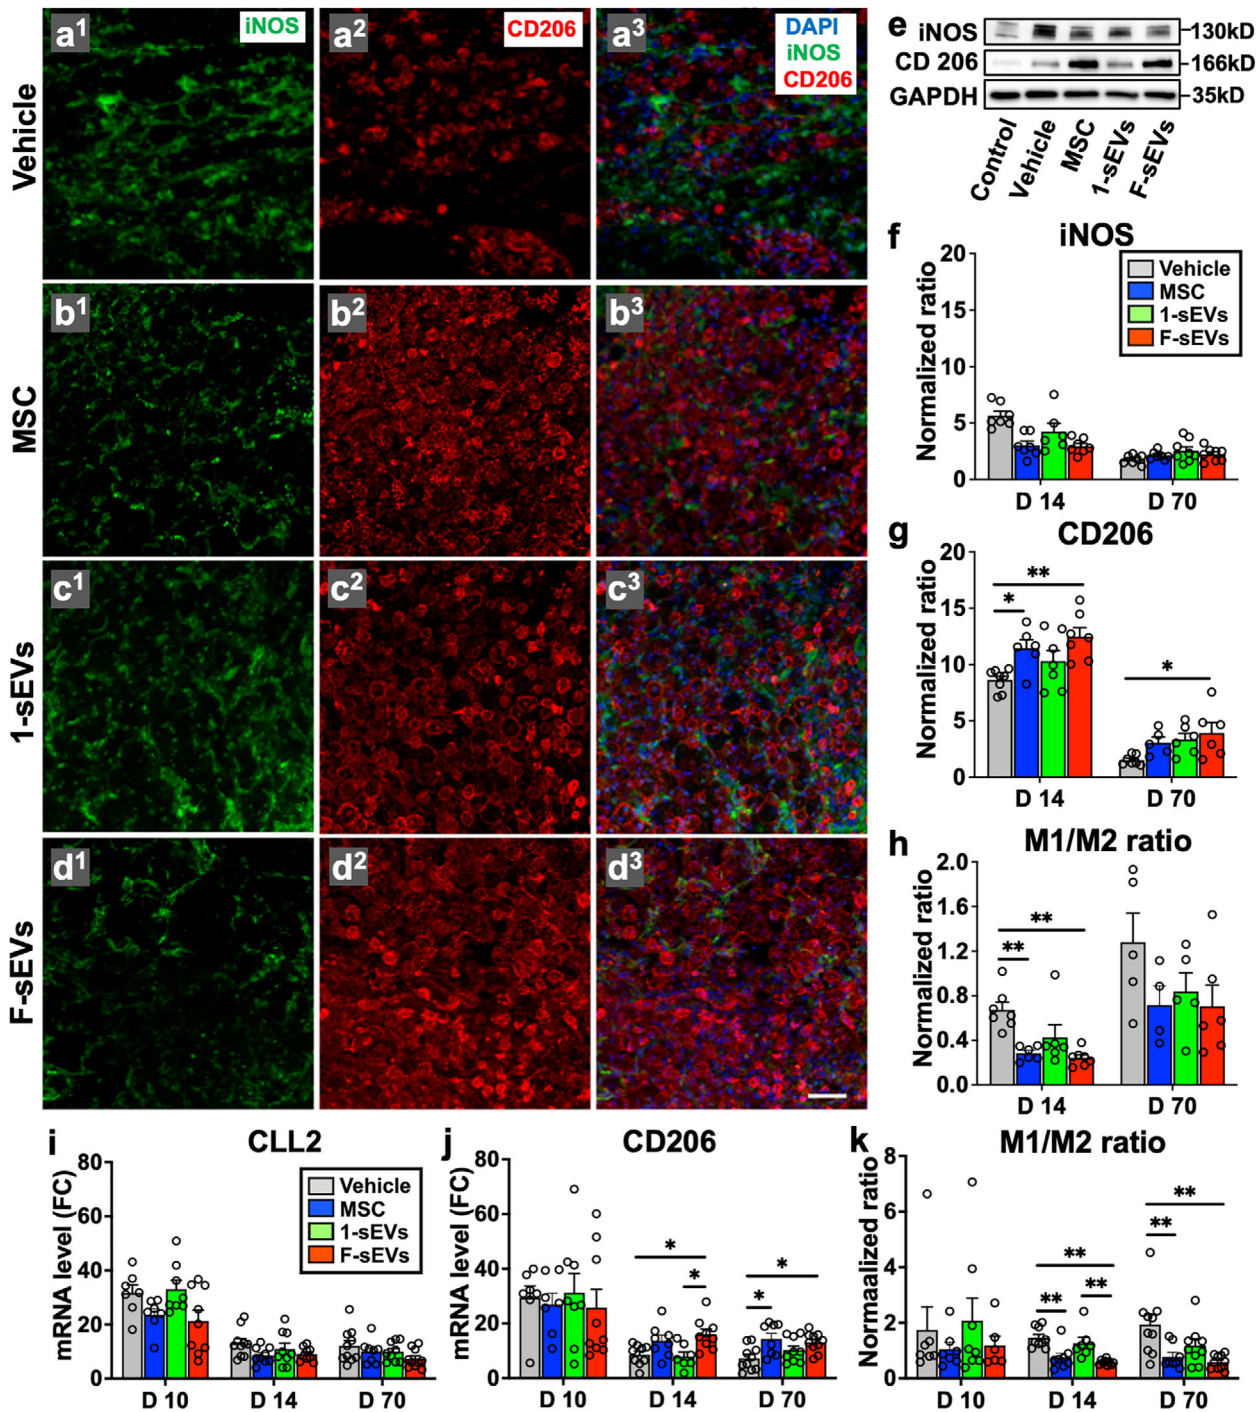 a1
iNOS
a2
CD206
a3
DAPI
iNOS
CD206
Vehicle
b1
b2
b3
MSC
c1
c2
c3
1-sEVs
d1
d2
d3
F-sEVs
e
iNOS
130kD
CD 206
166kD
GAPDH
35kD
Control
Vehicle
MSC
1-sEVs
F-sEVs
f
iNOS
Normalized ratio
20
15
10
5
0
Vehicle
MSC
1-sEVs
F-sEVs
D 14
D 70
g
CD206
Normalized ratio
20
15
10
5
0
*
**
*
D 14
D 70
h
M1/M2 ratio
Normalized ratio
2.0
1.6
1.2
0.8
0.4
0.0
**
**
D 14
D 70
i
CLL2
mRNA level (FC)
80
60
40
20
0
Vehicle
MSC
1-sEVs
F-sEVs
D 10
D 14
D 70
j
CD206
mRNA level (FC)
80
60
40
20
0
*
*
*
*
D 10
D 14
D 70
k
M1/M2 ratio
Normalized ratio
8
6
4
2
0
**
**
**
**
**
D 10
D 14
D 70